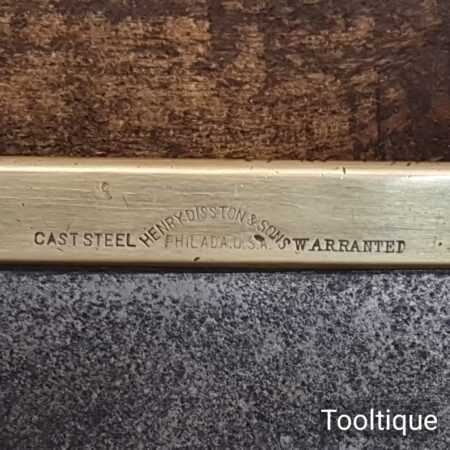 HENRY DISSTON & SONS
CAST STEEL PHILADA. U.S.A. WARRANTED
Tooltique